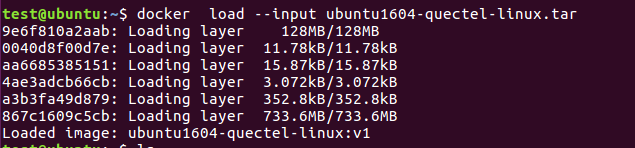 test@ubuntu:~$ docker  load --input ubuntu1604-quectel-linux.tar
9e6f810a2aab: Loading layer    128MB/128MB
0040d8f00d7e: Loading layer  11.78kB/11.78kB
aa6685385151: Loading layer  15.87kB/15.87kB
4ae3adcb66cb: Loading layer  3.072kB/3.072kB
a3b3fa49d879: Loading layer  352.8kB/352.8kB
867c1609c5cb: Loading layer  733.6MB/733.6MB
Loaded image: ubuntu1604-quectel-linux:v1